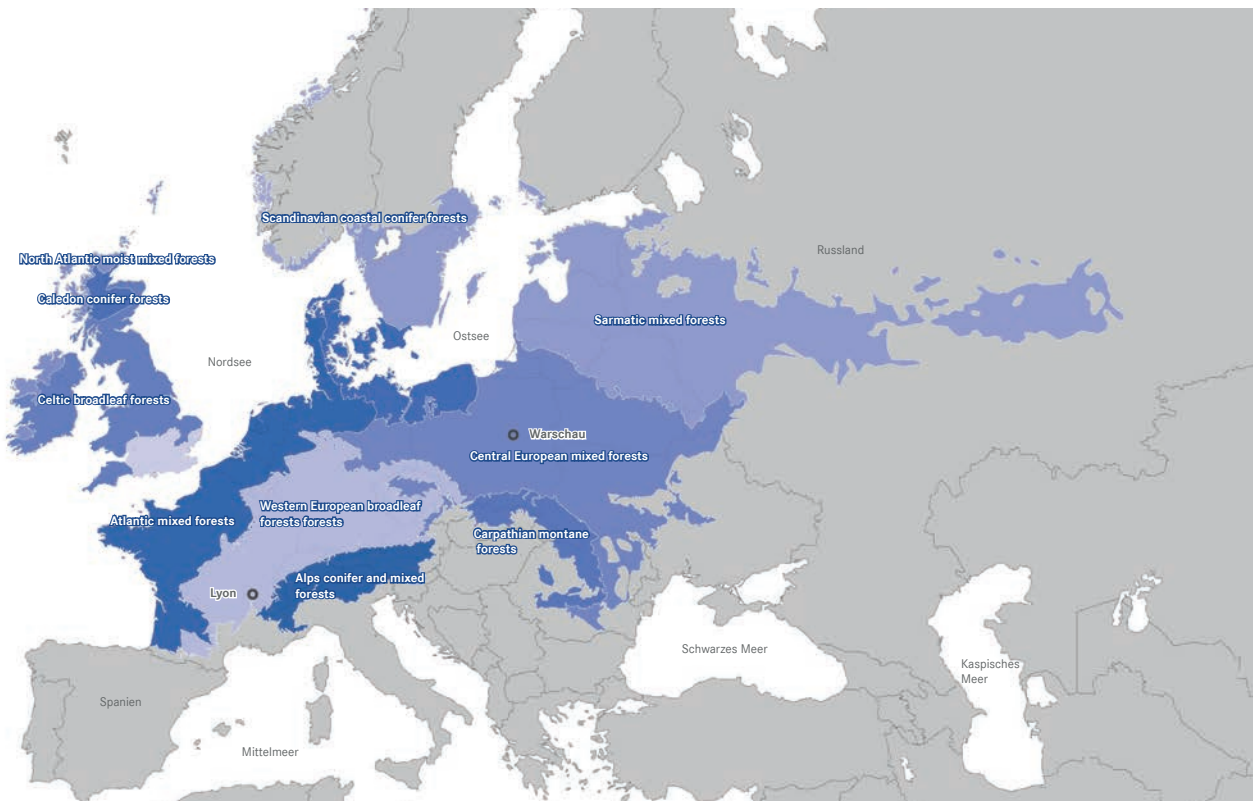 Scandinavian coastal conifer forests
Russland
North Atlantic moist mixed forests
Caledon conifer forests
Sarmatic mixed forests
Ostsee
Nordsee
Celtic broadleaf forests
Warschau
Central European mixed forests
Western European broadleaf
forests forests
Atlantic mixed forests
Carpathian montane
forests
Alps conifer and mixed
forests
Lyon
Schwarzes Meer
Kaspisches
Meer
Spanien
Mittelmeer